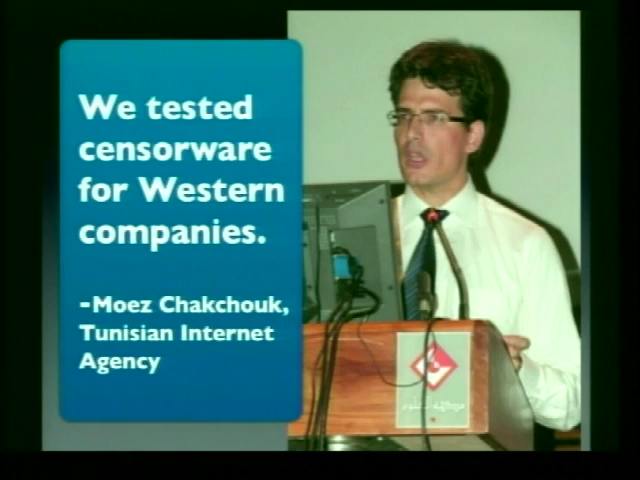 We tested
censorware
for Western
companies.
-Moez Chakchouk,
Tunisian Internet
Agency